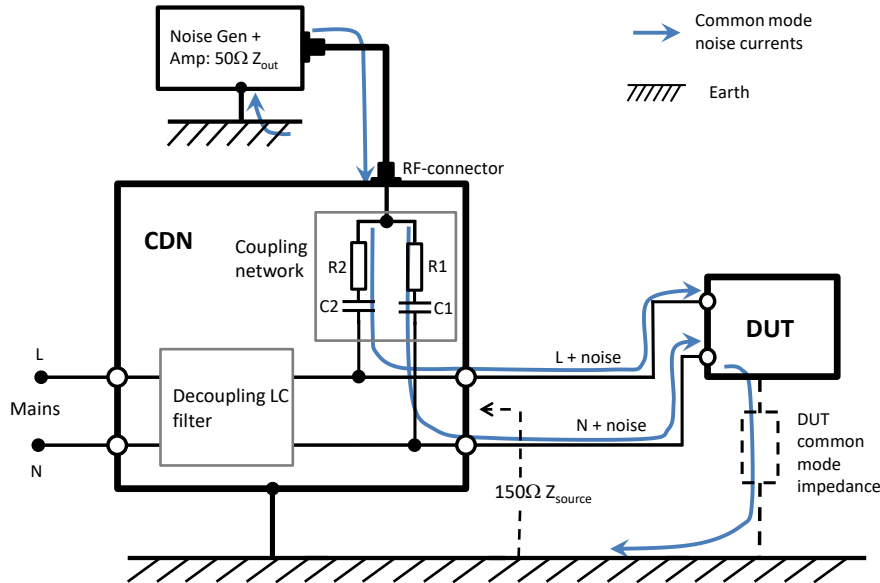 Noise Gen +
Amp: 50Ω Zout
Common mode
noise currents
Earth
RF-connector
CDN
Coupling
network
R2
R1
C2
C1
DUT
L + noise
L
Mains
N
Decoupling LC
filter
N + noise
150Ω Zsource
DUT
common
mode
impedance